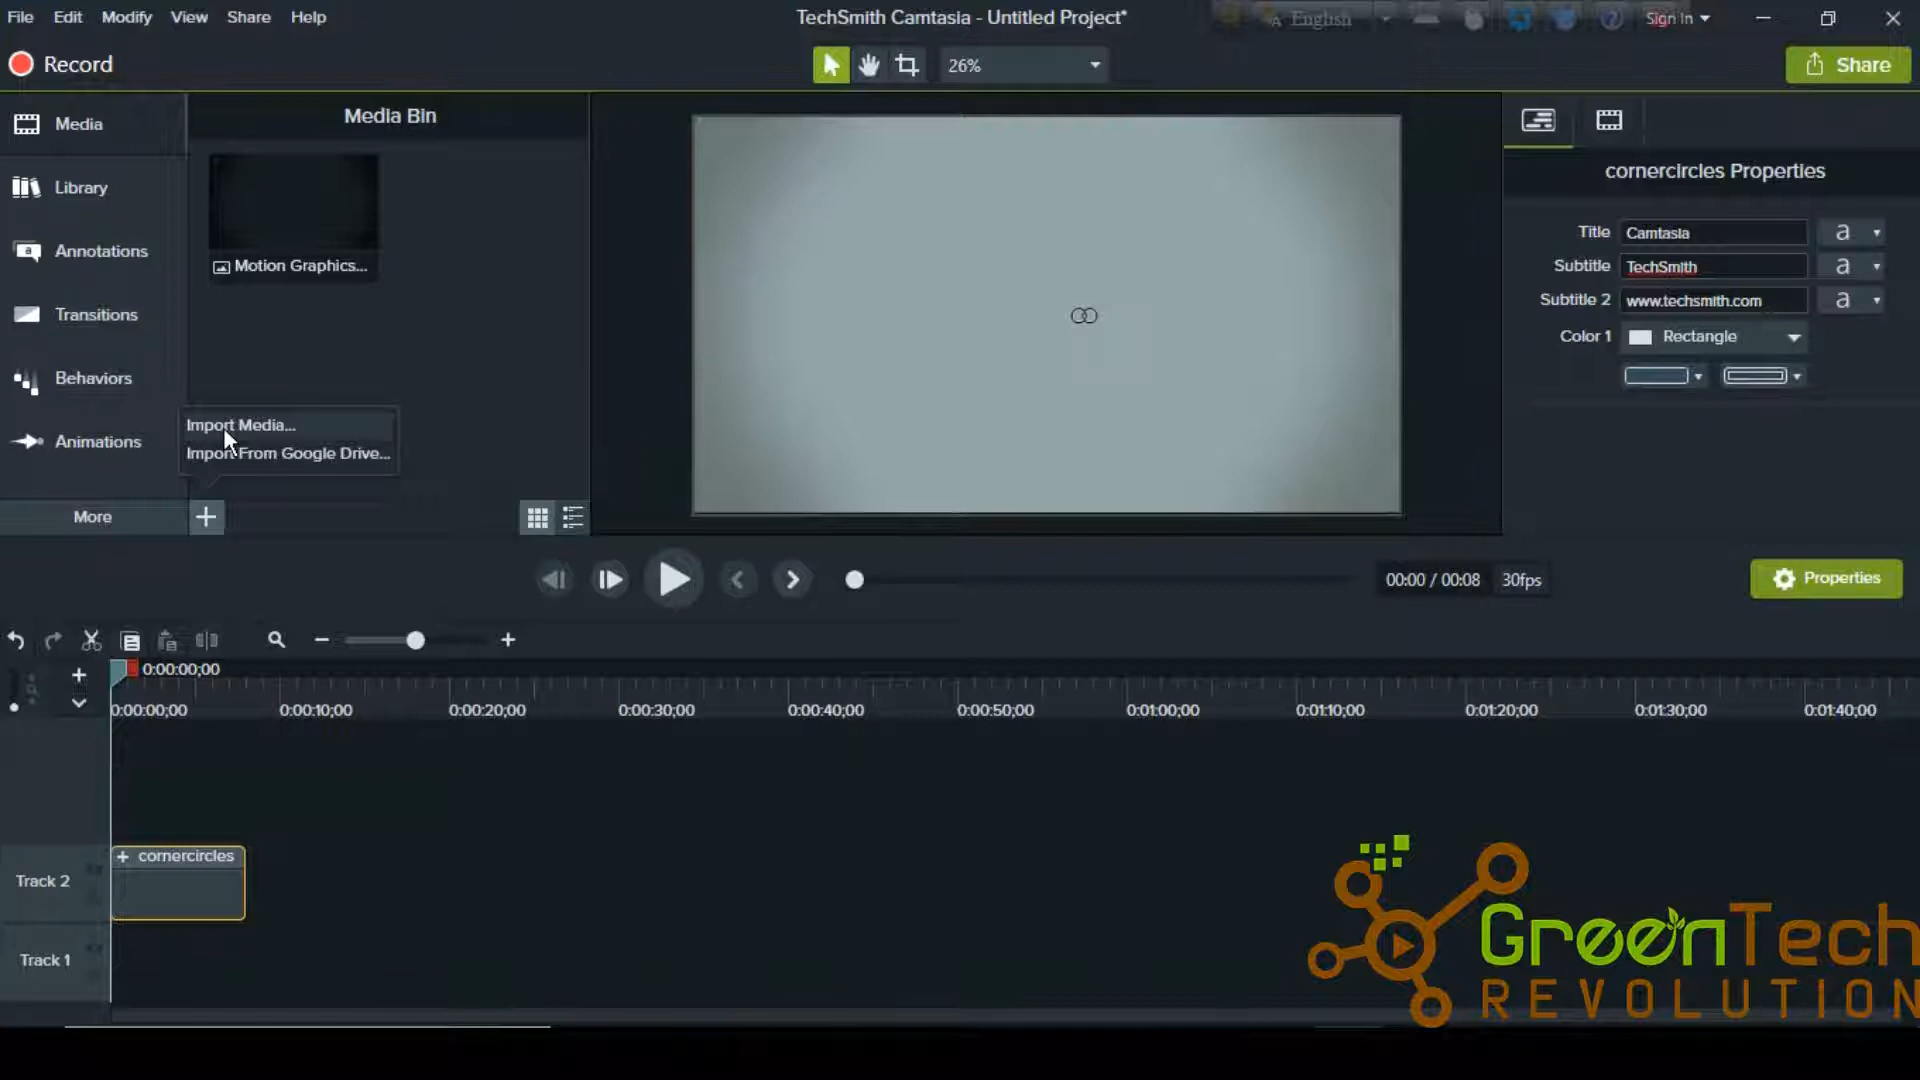 File Edit Modify View Share Help
TechSmith Camtasia - Untitled Project*
English
Sign In
Record
26%
Share
Media
Media Bin
Library
Motion Graphics...
Annotations
Transitions
Behaviors
Animations
Import Media...
Import From Google Drive...
More
cornercircles Properties
Title Camtasia a
Subtitle TechSmith a
Subtitle 2 www.techsmith.com a
Color 1 Rectangle
00:00 / 00:08 30fps
Properties
0:00:00;00
0:00:00;00 0:00:10;00 0:00:20;00 0:00:30;00 0:00:40;00 0:00:50;00 0:01:00;00 0:01:10;00 0:01:20;00 0:01:30;00 0:01:40;00
+ cornercircles
Track 2
Track 1
GreenTech
REVOLUTION